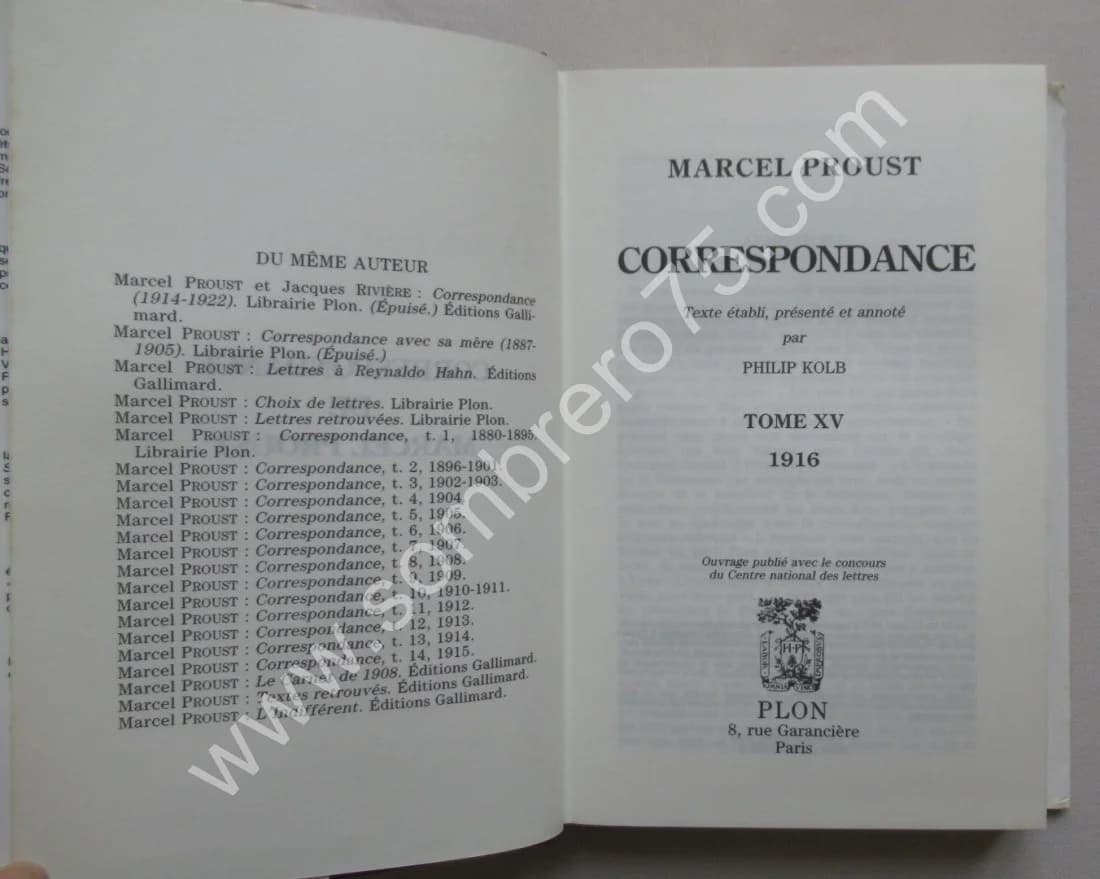 DU MÊME AUTEUR
Marcel PROUST et Jacques RIVIÈRE : Correspondance
(1914-1922). Librairie Plon. (Épuisé.) Éditions Galli-
mard.
Marcel PROUST : Correspondance avec sa mère (1887-
1905). Librairie Plon. (Épuisé.)
Marcel PROUST : Lettres à Reynaldo Hahn. Éditions
Gallimard.
Marcel PROUST : Choix de lettres. Librairie Plon.
Marcel PROUST : Lettres retrouvées. Librairie Plon.
Marcel PROUST : Correspondance, t. 1, 1880-1895.
Librairie Plon.
Marcel PROUST : Correspondance, t. 2, 1896-1901.
Marcel PROUST : Correspondance, t. 3, 1902-1903.
Marcel PROUST : Correspondance, t. 4, 1904.
Marcel PROUST : Correspondance, t. 5, 1905.
Marcel PROUST : Correspondance, t. 6, 1906.
Marcel PROUST : Correspondance, t. 7, 1907.
Marcel PROUST : Correspondance, t. 8, 1908.
Marcel PROUST : Correspondance, t. 9, 1909.
Marcel PROUST : Correspondance, t. 10, 1910-1911.
Marcel PROUST : Correspondance, t. 11, 1912.
Marcel PROUST : Correspondance, t. 12, 1913.
Marcel PROUST : Correspondance, t. 13, 1914.
Marcel PROUST : Correspondance, t. 14, 1915.
Marcel PROUST : Le Carnet de 1908. Éditions Gallimard.
Marcel PROUST : Textes retrouvés. Éditions Gallimard.
Marcel PROUST : L'Indifférent. Éditions Gallimard.
MARCEL PROUST
CORRESPONDANCE
Texte établi, présenté et annoté
par
PHILIP KOLB
TOME XV
1916
Ouvrage publié avec le concours
du Centre national des lettres
LABOR
H-P
IMPROBUS
OMNIA VINCIT
PLON
8, rue Garancière
Paris
www.sombrero75.com